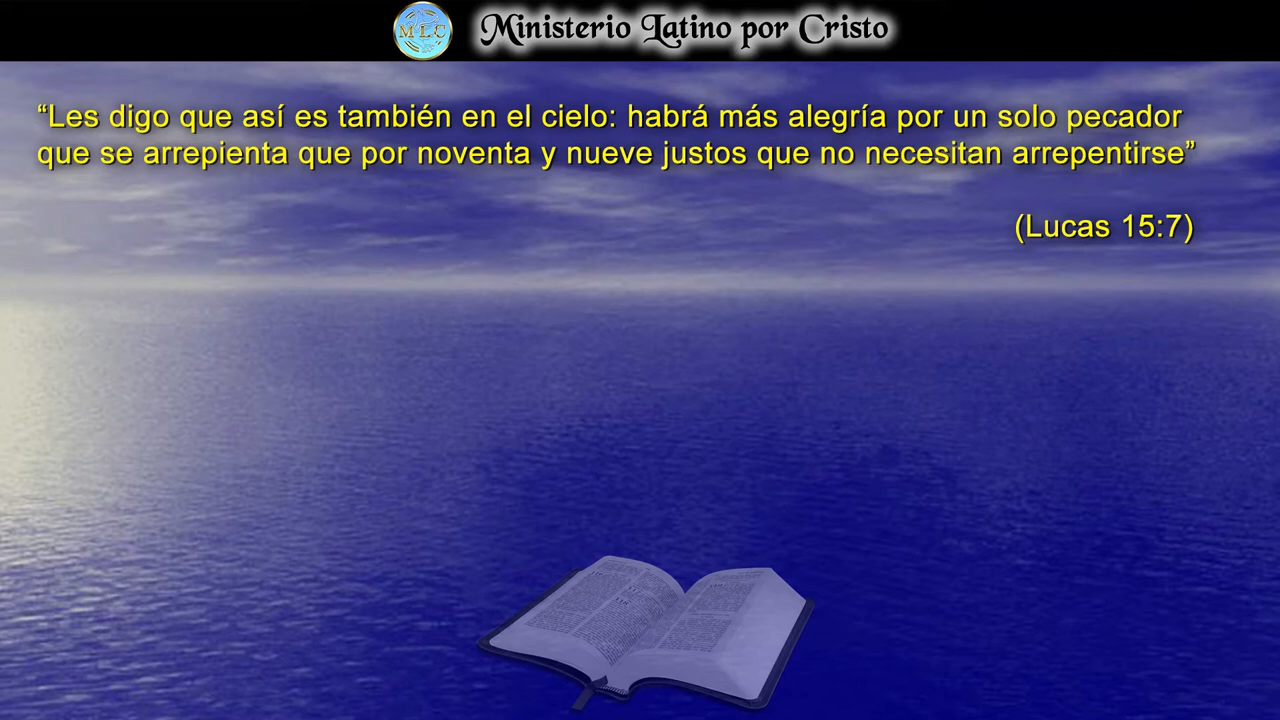 MLC
Ministerio Latino por Cristo
“Les digo que así es también en el cielo: habrá más alegría por un solo pecador
que se arrepienta que por noventa y nueve justos que no necesitan arrepentirse”
(Lucas 15:7)